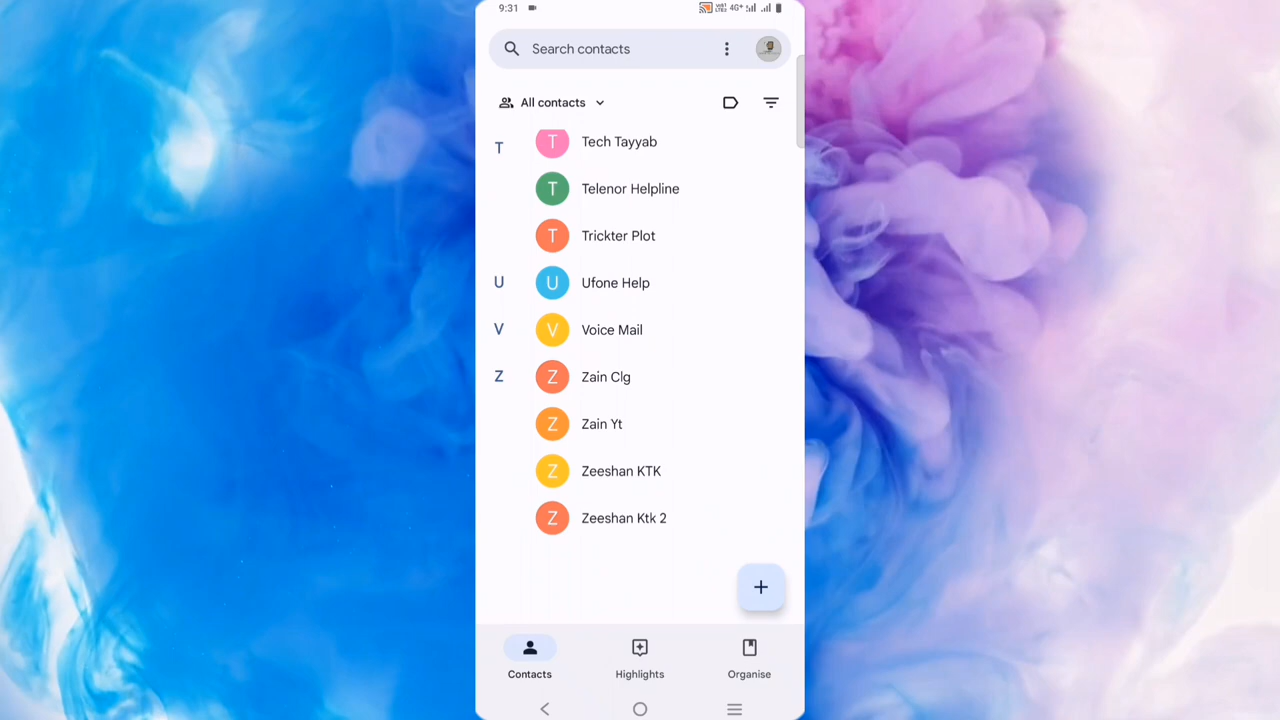 9:31
4G+
Search contacts
All contacts
T
T
Tech Tayyab
T
Telenor Helpline
T
Trickter Plot
U
U
Ufone Help
V
V
Voice Mail
Z
Z
Zain Clg
Z
Zain Yt
Z
Zeeshan KTK
Z
Zeeshan Ktk 2
Contacts
Highlights
Organise